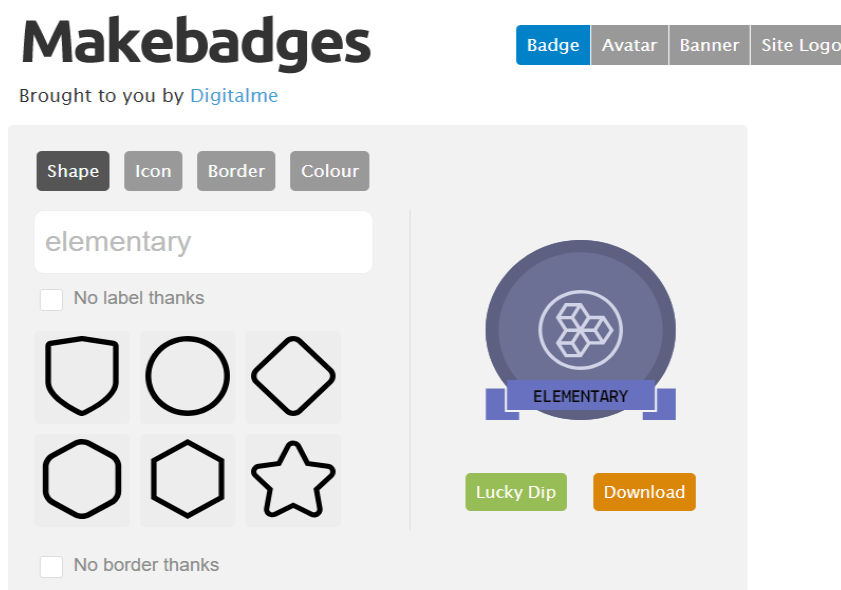 Makebadges
Badge Avatar Banner Site Logo
Brought to you by Digitalme
Shape Icon Border Colour
elementary
No label thanks
ELEMENTARY
Lucky Dip Download
No border thanks